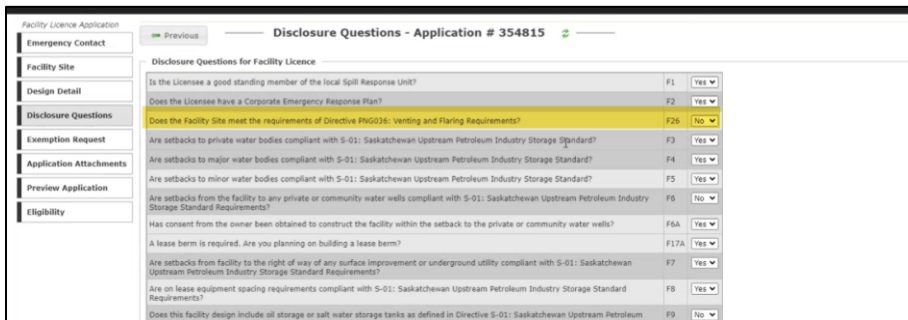 Facility Licence Application
Emergency Contact
Facility Site
Design Detail
Disclosure Questions
Exemption Request
Application Attachments
Preview Application
Eligibility
Previous
Disclosure Questions - Application # 354815
Disclosure Questions for Facility Licence
Is the Licensee a good standing member of the local Spill Response Unit? F1 Yes
Does the Licensee have a Corporate Emergency Response Plan? F2 Yes
Does the Facility Site meet the requirements of Directive PNG036: Venting and Flaring Requirements? F26 No
Are setbacks to private water bodies compliant with S-01: Saskatchewan Upstream Petroleum Industry Storage Standard? F3 Yes
Are setbacks to major water bodies compliant with S-01: Saskatchewan Upstream Petroleum Industry Storage Standard? F4 Yes
Are setbacks to minor water bodies compliant with S-01: Saskatchewan Upstream Petroleum Industry Storage Standard? F5 Yes
Are setbacks from the facility to any private or community water wells compliant with S-01: Saskatchewan Upstream Petroleum Industry F6 No
Storage Standard Requirements?
Has consent from the owner been obtained to construct the facility within the setback to the private or community water wells? F6A Yes
A lease berm is required. Are you planning on building a lease berm? F17A Yes
Are setbacks from facility to the right of way of any surface improvement or underground utility compliant with S-01: Saskatchewan F7 Yes
Upstream Petroleum Industry Storage Standard Requirements?
Are on lease equipment spacing requirements compliant with S-01: Saskatchewan Upstream Petroleum Industry Storage Standard F8 Yes
Requirements?
Does this facility design include oil storage or salt water storage tanks as defined in Directive S-01: Saskatchewan Upstream Petroleum F9 No